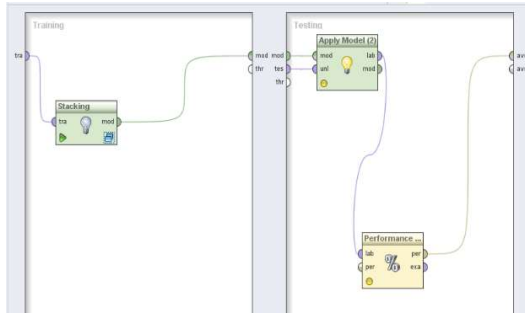 Training
Testing
tra
mod
thr
mod
tes
thr
ave
ave
Stacking
tra
mod
Apply Model (2)
mod
lab
unl
mod
Performance ...
lab
per
per
exa